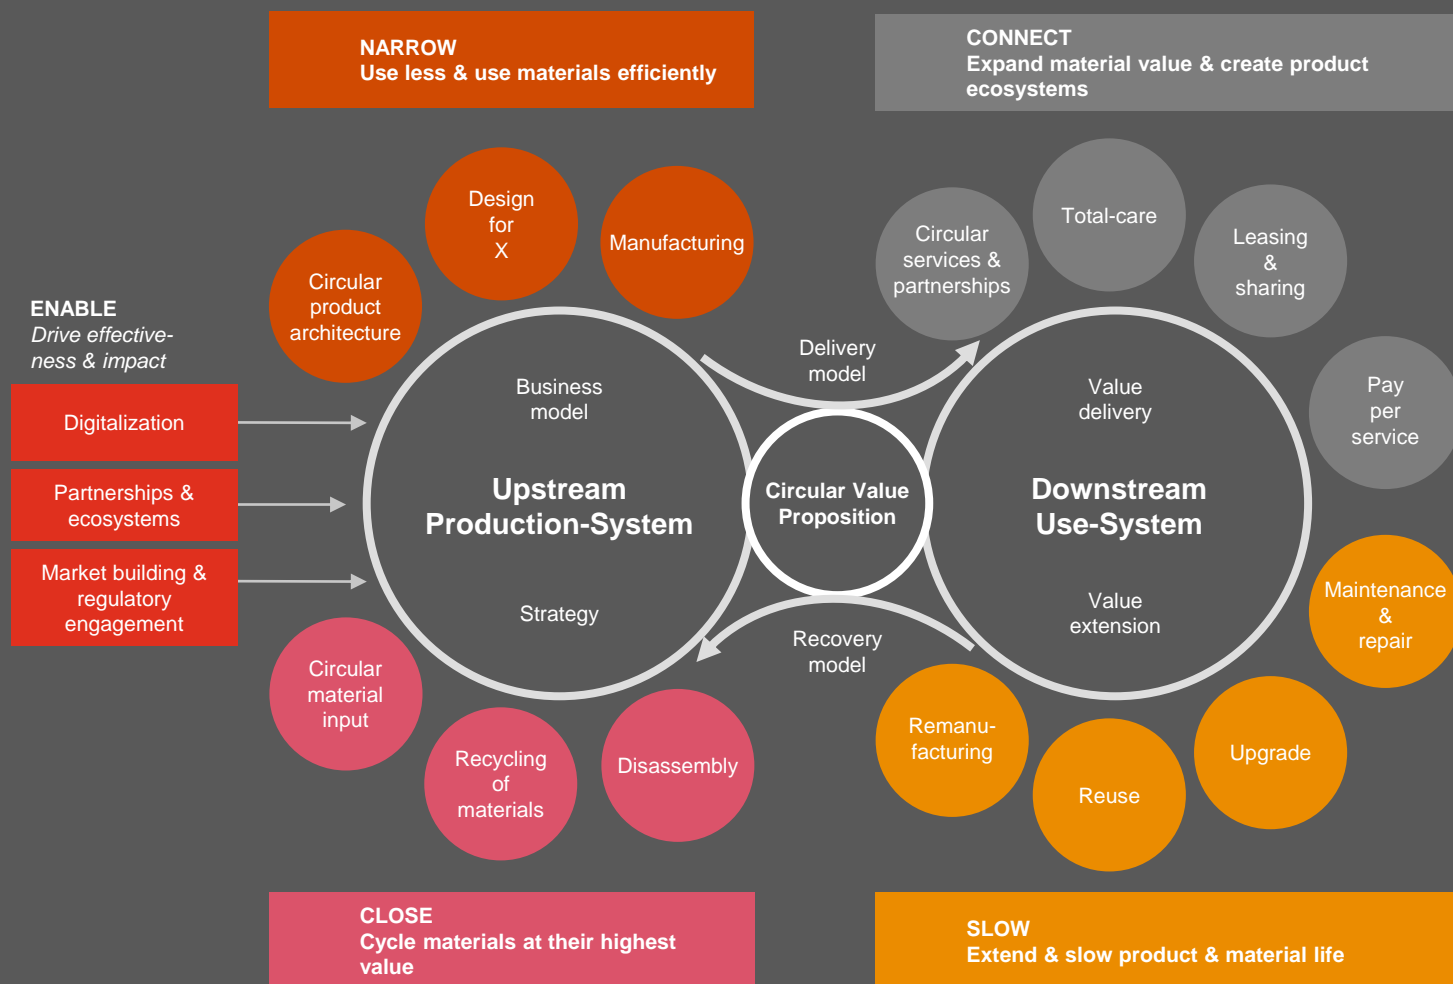 NARROW
Use less & use materials efficiently
CONNECT
Expand material value & create product
ecosystems
Circular
product
architecture
Design
for
X
Manufacturing
Circular
services &
partnerships
Total-care
Leasing
&
sharing
Pay
per
service
ENABLE
Drive effective-
ness & impact
Digitalization
Partnerships &
ecosystems
Market building &
regulatory
engagement
Business
model
Upstream
Production-System
Strategy
Delivery
model
Circular Value
Proposition
Recovery
model
Value
delivery
Downstream
Use-System
Value
extension
Maintenance
&
repair
Upgrade
Reuse
Remanu-
facturing
Disassembly
Recycling
of
materials
Circular
material
input
CLOSE
Cycle materials at their highest
value
SLOW
Extend & slow product & material life